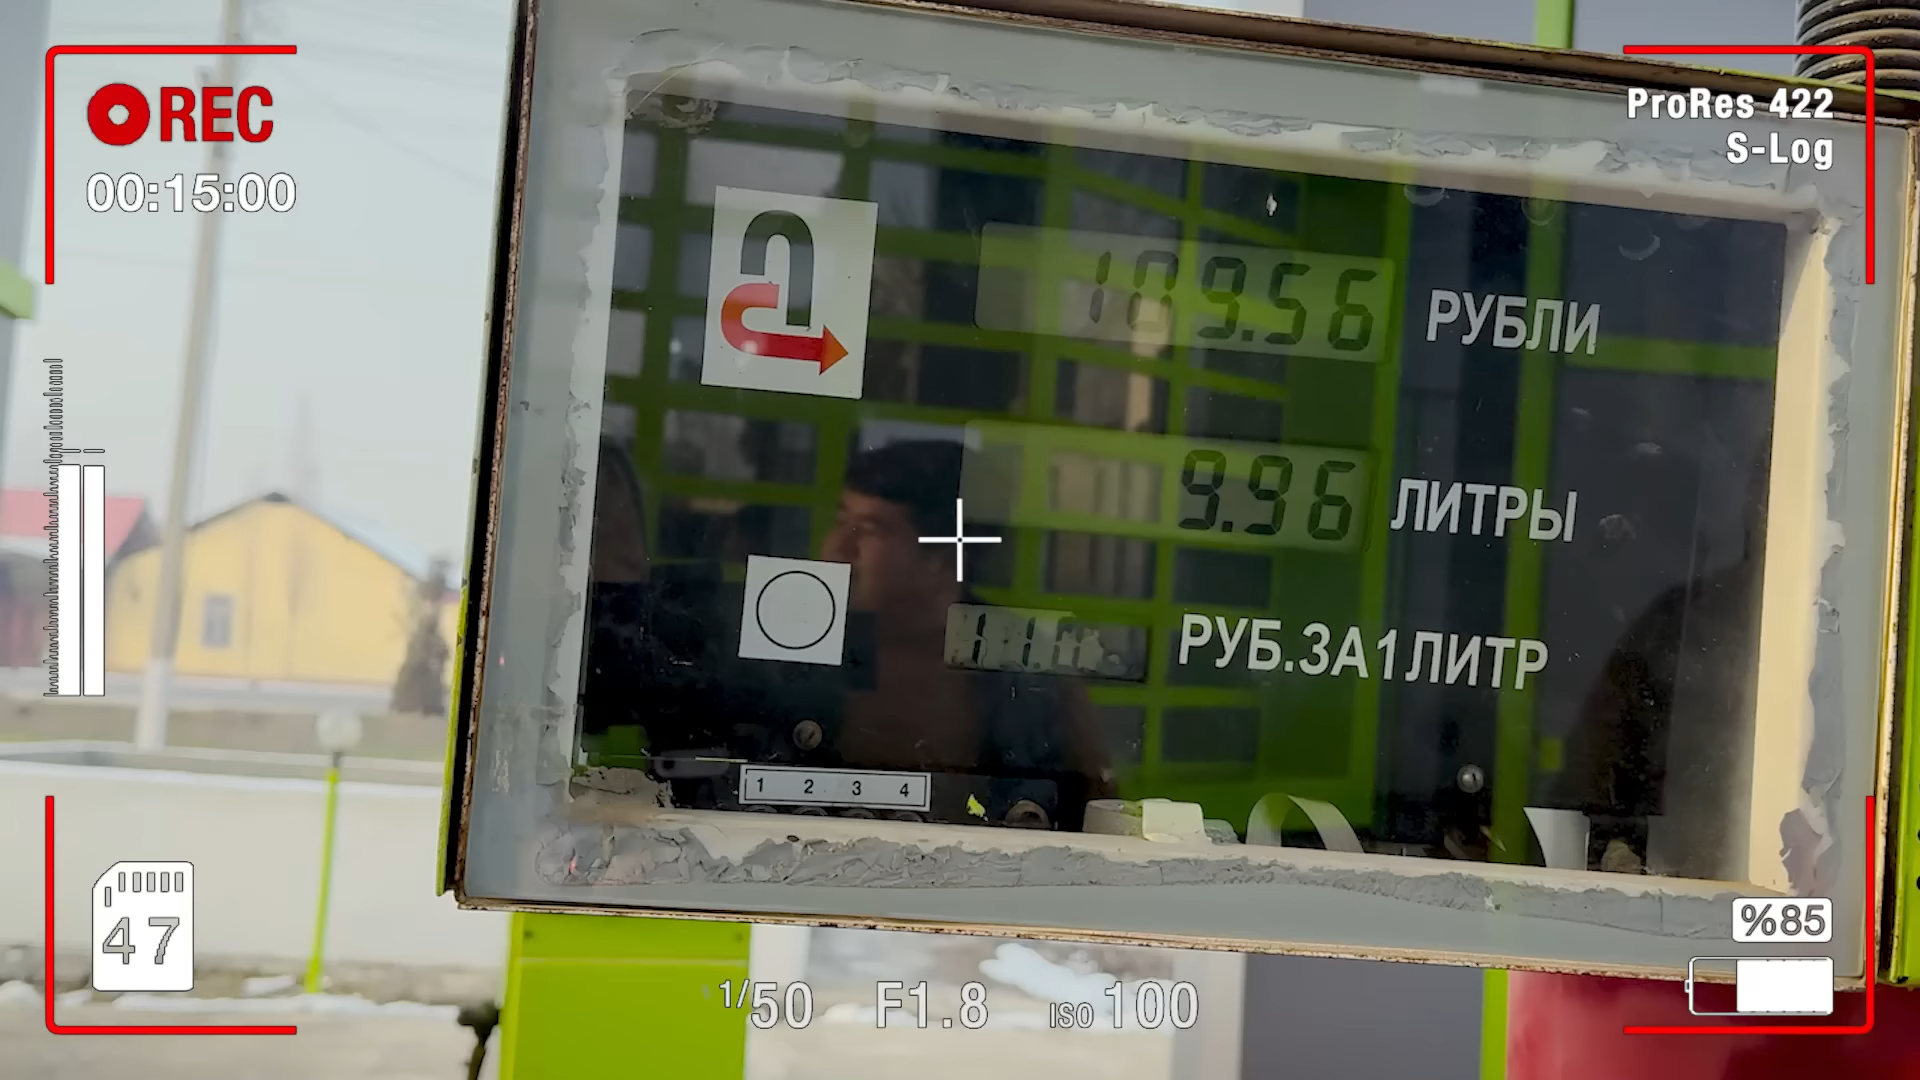 REC
00:15:00
ProRes 422
S-Log
109.56 РУБЛИ
9.96 ЛИТРЫ
РУБ.ЗА1ЛИТР
1 2 3 4
47
%85
1/50 F1.8 ISO 100